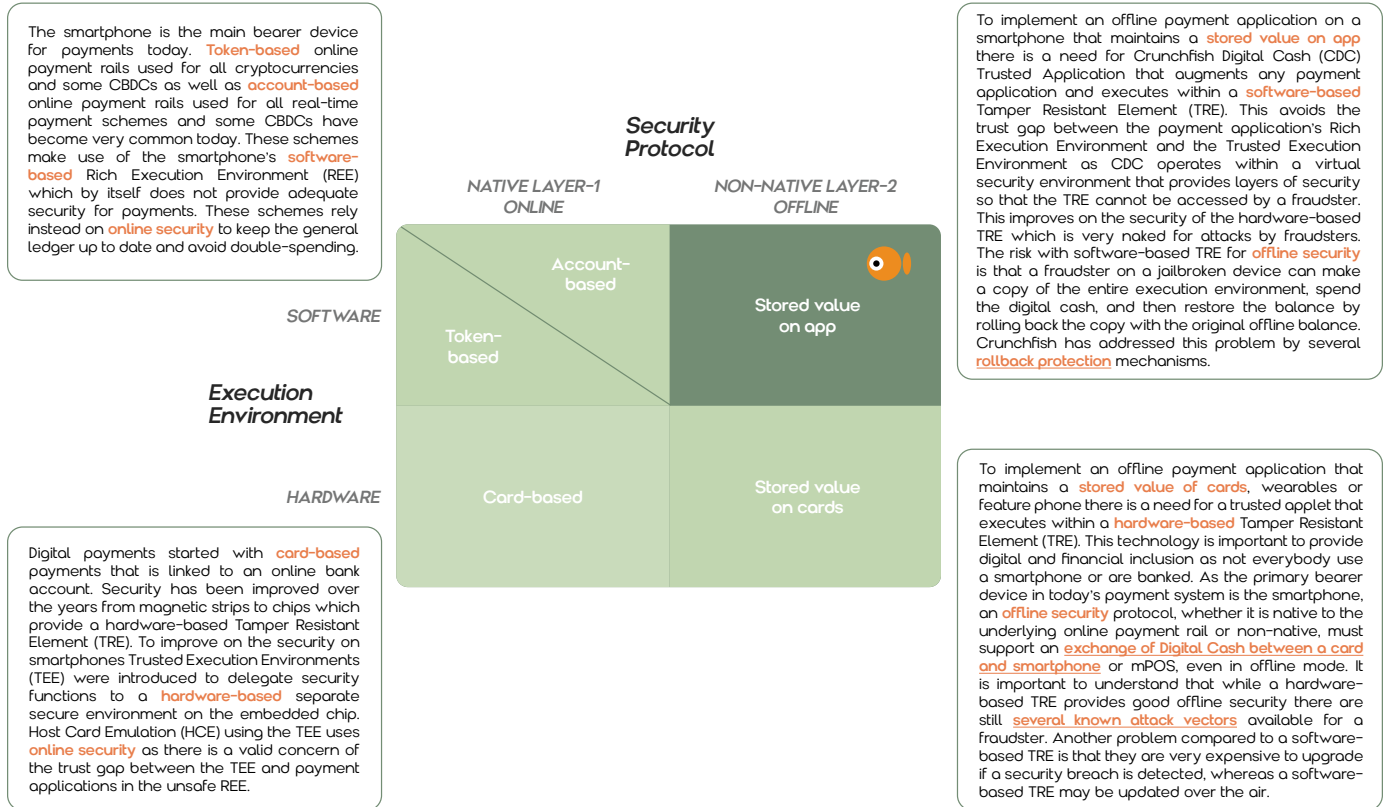 The smartphone is the main bearer device
for payments today. Token-based online
payment rails used for all cryptocurrencies
and some CBDCs as well as account-based
online payment rails used for all real-time
payment schemes and some CBDCs have
become very common today. These schemes
make use of the smartphone's software-
based Rich Execution Environment (REE)
which by itself does not provide adequate
security for payments. These schemes rely
instead on online security to keep the general
ledger up to date and avoid double-spending.
To implement an offline payment application on a
smartphone that maintains a stored value on app
there is a need for Crunchfish Digital Cash (CDC)
Trusted Application that augments any payment
application and executes within a software-based
Tamper Resistant Element (TRE). This avoids the
trust gap between the payment application's Rich
Execution Environment and the Trusted Execution
Environment as CDC operates within a virtual
security environment that provides layers of security
so that the TRE cannot be accessed by a fraudster.
This improves on the security of the hardware-based
TRE which is very naked for attacks by fraudsters.
The risk with software-based TRE for offline security
is that a fraudster on a jailbroken device can make
a copy of the entire execution environment, spend
the digital cash, and then restore the balance by
rolling back the copy with the original offline balance.
Crunchfish has addressed this problem by several
rollback protection mechanisms.
Security
Protocol
NATIVE LAYER-1
ONLINE
NON-NATIVE LAYER-2
OFFLINE
SOFTWARE
Account-
based
Token-
based
Stored value
on app
Execution
Environment
HARDWARE
Card-based
Stored value
on cards
Digital payments started with card-based
payments that is linked to an online bank
account. Security has been improved over
the years from magnetic strips to chips which
provide a hardware-based Tamper Resistant
Element (TRE). To improve on the security on
smartphones Trusted Execution Environments
(TEE) were introduced to delegate security
functions to a hardware-based separate
secure environment on the embedded chip.
Host Card Emulation (HCE) using the TEE uses
online security as there is a valid concern of
the trust gap between the TEE and payment
applications in the unsafe REE.
To implement an offline payment application that
maintains a stored value of cards, wearables or
feature phone there is a need for a trusted applet that
executes within a hardware-based Tamper Resistant
Element (TRE). This technology is important to provide
digital and financial inclusion as not everybody use
a smartphone or are banked. As the primary bearer
device in today's payment system is the smartphone,
an offline security protocol, whether it is native to the
underlying online payment rail or non-native, must
support an exchange of Digital Cash between a card
and smartphone or mPOS, even in offline mode. It
is important to understand that while a hardware-
based TRE provides good offline security there are
still several known attack vectors available for a
fraudster. Another problem compared to a software-
based TRE is that they are very expensive to upgrade
if a security breach is detected, whereas a software-
based TRE may be updated over the air.